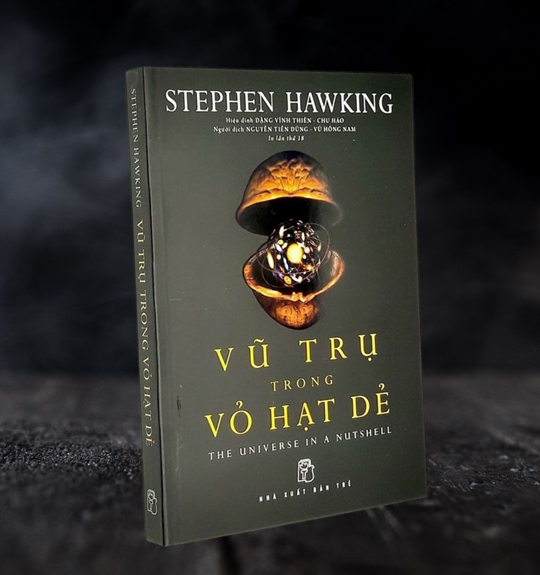 STEPHEN HAWKING
Hiệu đính ĐẶNG VĨNH THIÊN - CHU HẢO
Người dịch NGUYỄN TIẾN DŨNG - VŨ HỒNG NAM
In lần thứ 18
VŨ TRỤ
TRONG
VỎ HẠT DẺ
THE UNIVERSE IN A NUTSHELL
NHÀ XUẤT BẢN TRẺ
STEPHEN HAWKING VŨ TRỤ TRONG VỎ HẠT DẺ